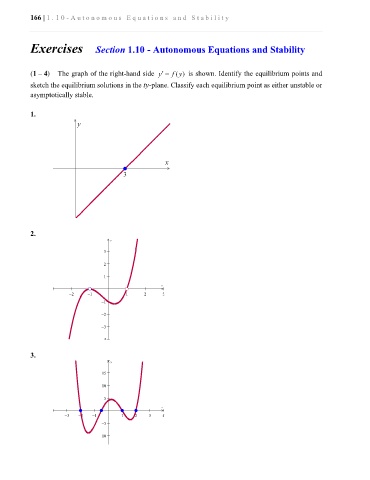 166 | 1.10-Autonomous Equations and Stability
Exercises Section 1.10 - Autonomous Equations and Stability
(1 – 4) The graph of the right-hand side y' = f(y) is shown. Identify the equilibrium points and
sketch the equilibrium solutions in the ty-plane. Classify each equilibrium point as either unstable or
asymptotically stable.
1.
y
x
3
2.
3
2
1
-2 -1 1 2 3
-1
-2
-3
3.
15
10
5
-3 -1 1 2 3 4
-5
-10